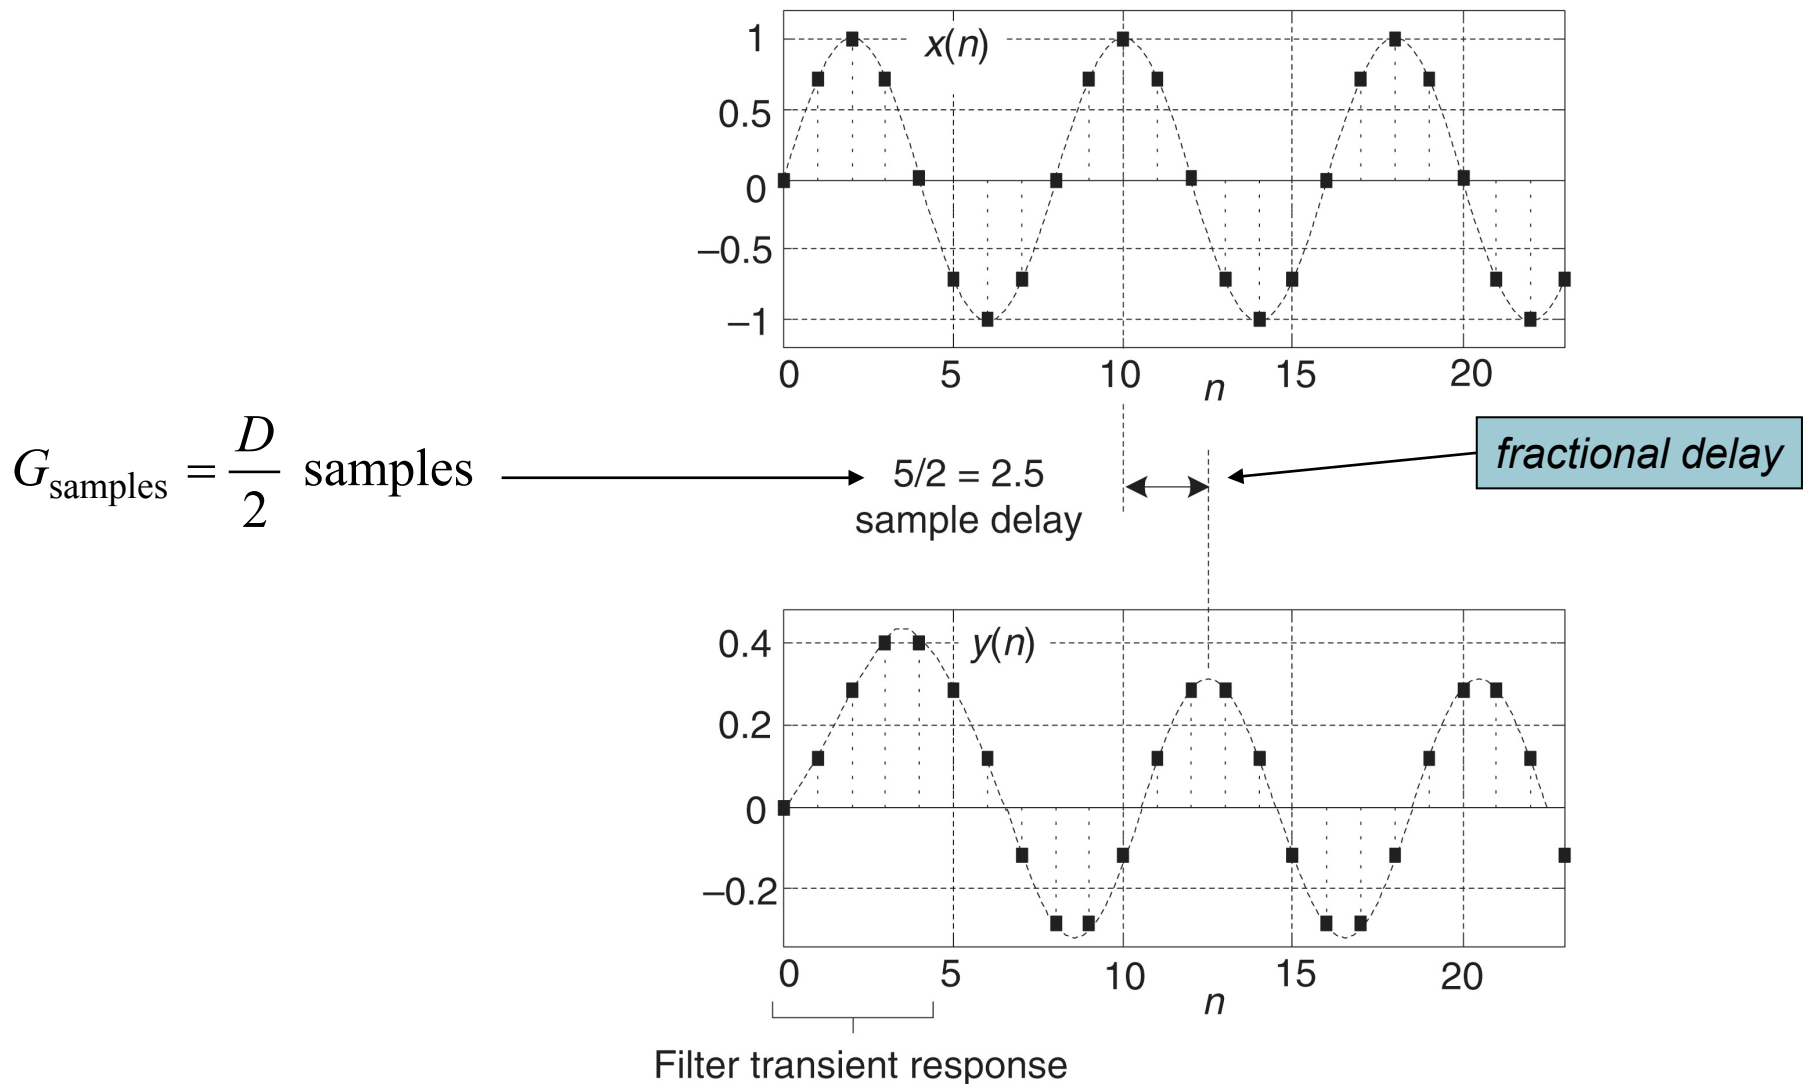 1
x(n)
0.5
0
–0.5
–1
0 5 10 15 20
n
G samples = D/2 samples
5/2 = 2.5
sample delay
fractional delay
0.4
y(n)
0.2
0
–0.2
0 5 10 15 20
n
Filter transient response